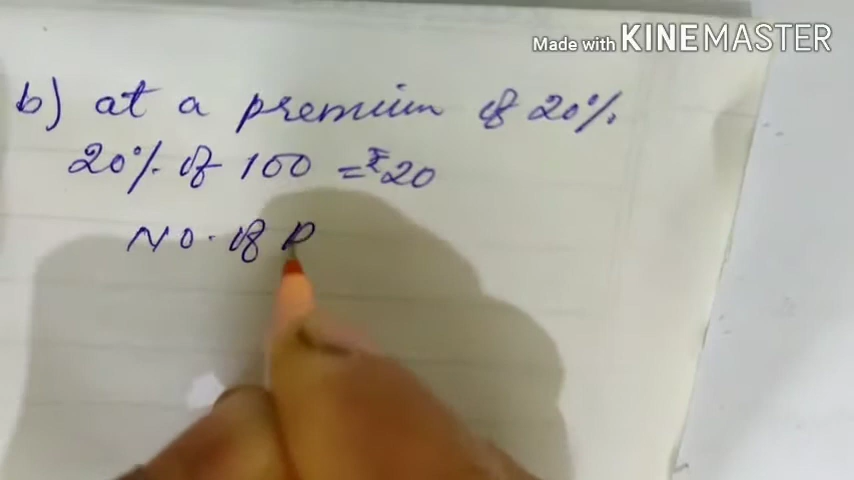 Made with KINEMASTER
b) at a premium of 20%
20% of 100 = ₹20
No. of D